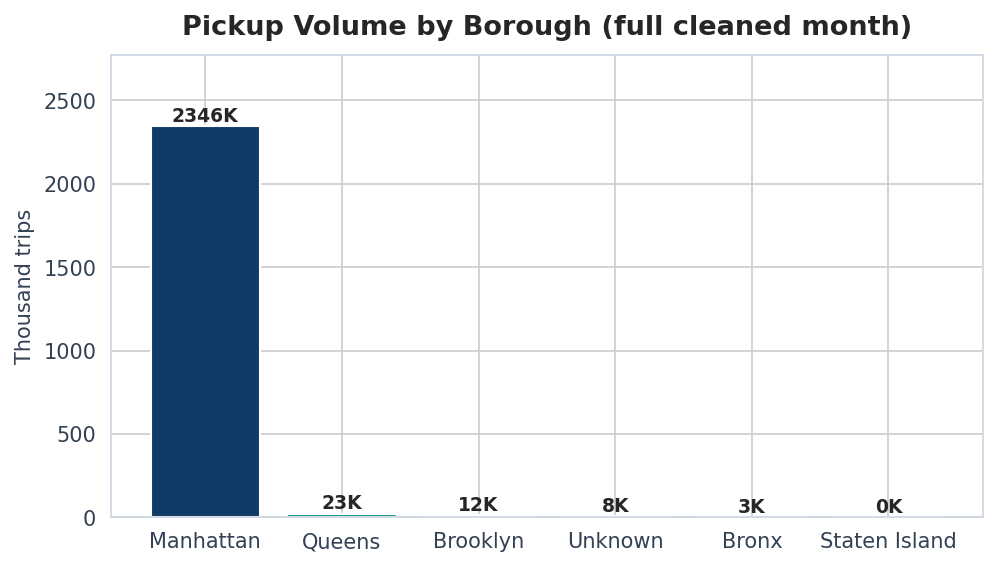 Pickup Volume by Borough (full cleaned month)
Thousand trips
2500
2000
1500
1000
500
0
2346K
23K
12K
8K
3K
0K
Manhattan
Queens
Brooklyn
Unknown
Bronx
Staten Island